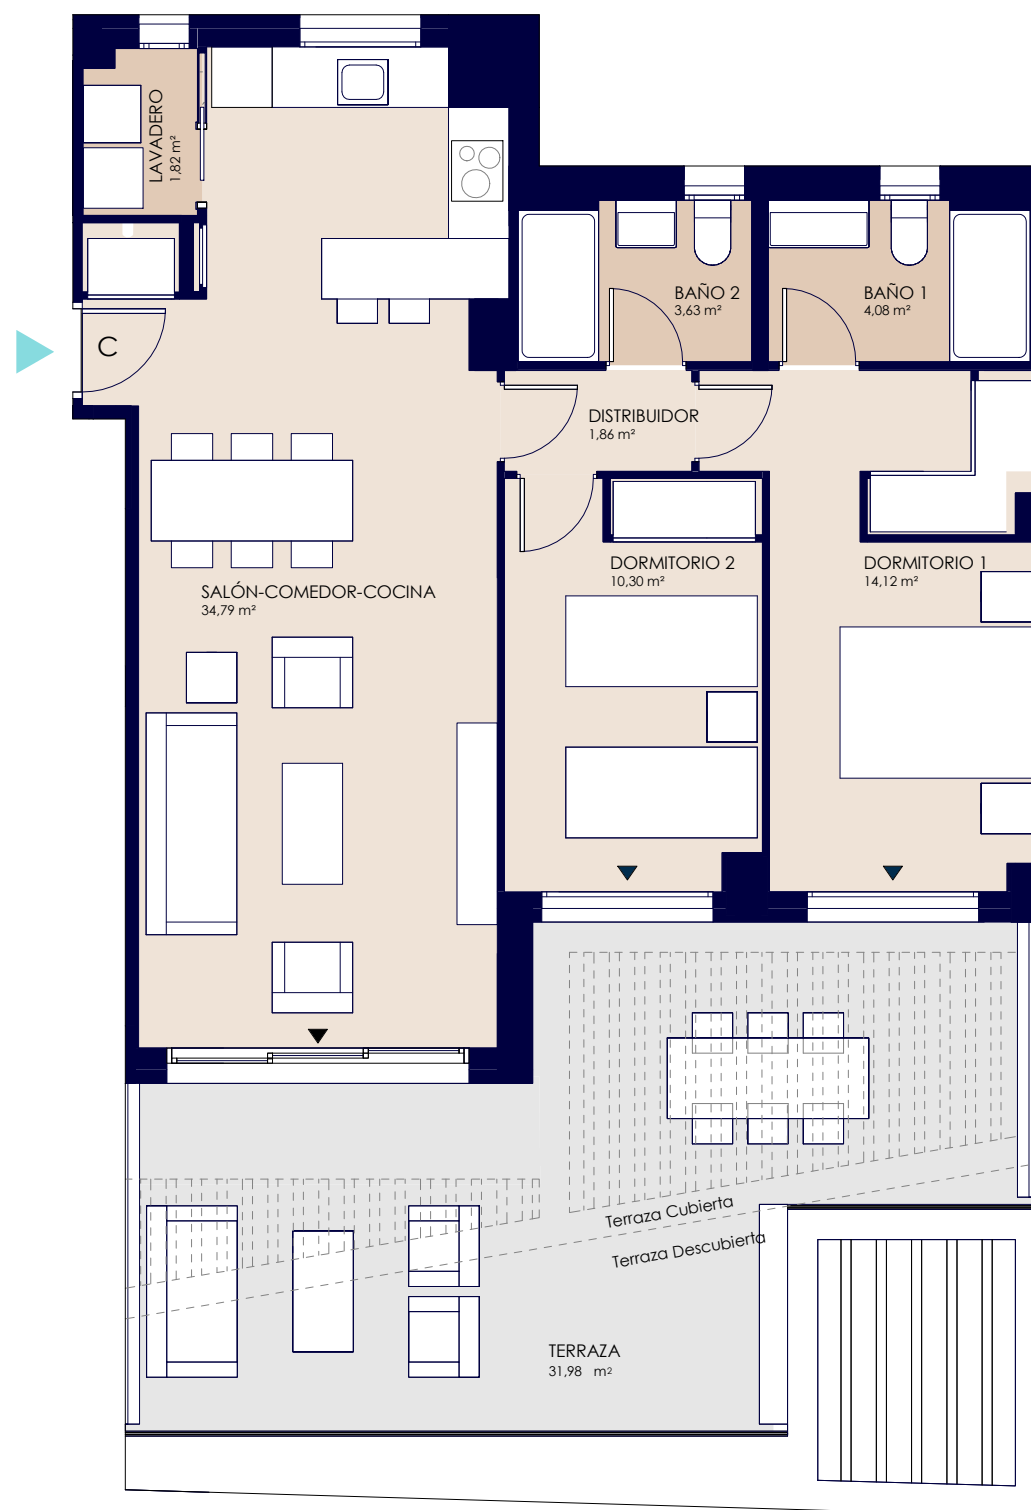 LAVADERO
1,82 m²
C
BAÑO 2
3,63 m²
BAÑO 1
4,08 m²
DISTRIBUIDOR
1,86 m²
SALÓN-COMEDOR-COCINA
34,79 m²
DORMITORIO 2
10,30 m²
DORMITORIO 1
14,12 m²
Terraza Cubierta
Terraza Descubierta
TERRAZA
31,98 m²